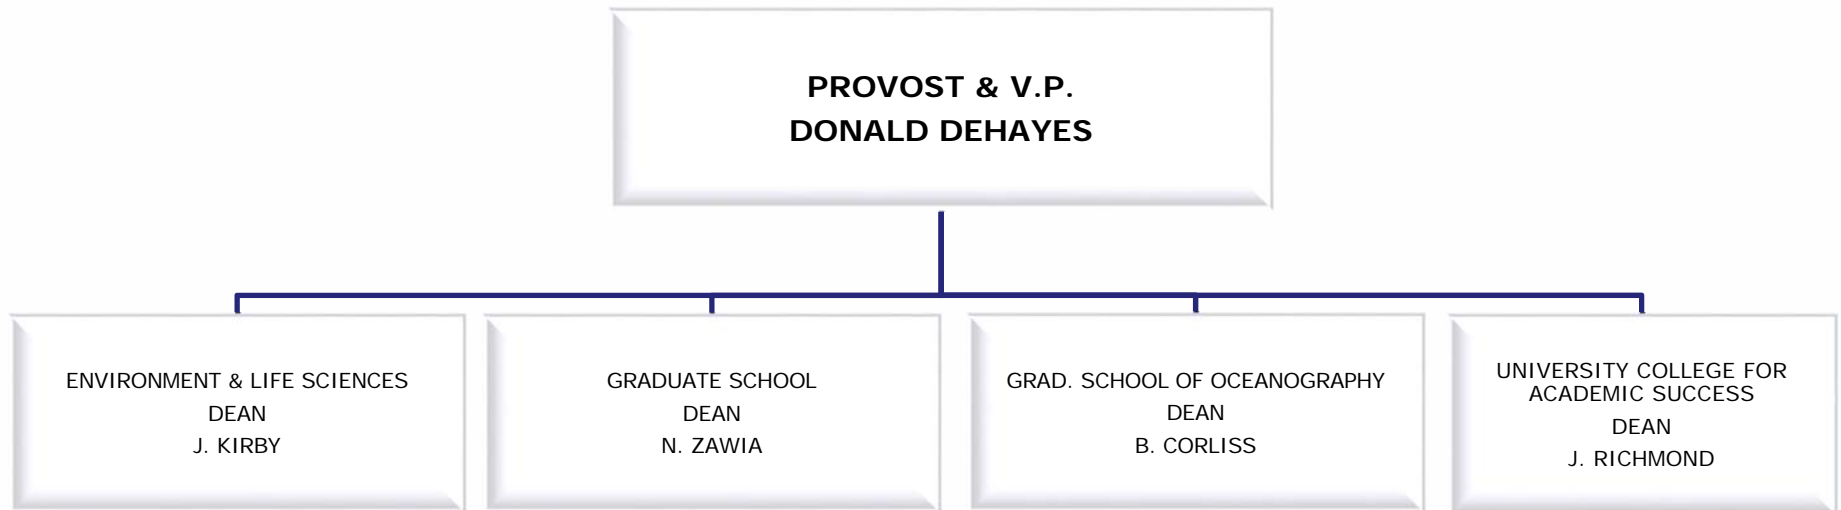 PROVOST & V.P.
DONALD DEHAYES
ENVIRONMENT & LIFE SCIENCES
DEAN
J. KIRBY
GRADUATE SCHOOL
DEAN
N. ZAWIA
GRAD. SCHOOL OF OCEANOGRAPHY
DEAN
B. CORLISS
UNIVERSITY COLLEGE FOR
ACADEMIC SUCCESS
DEAN
J. RICHMOND